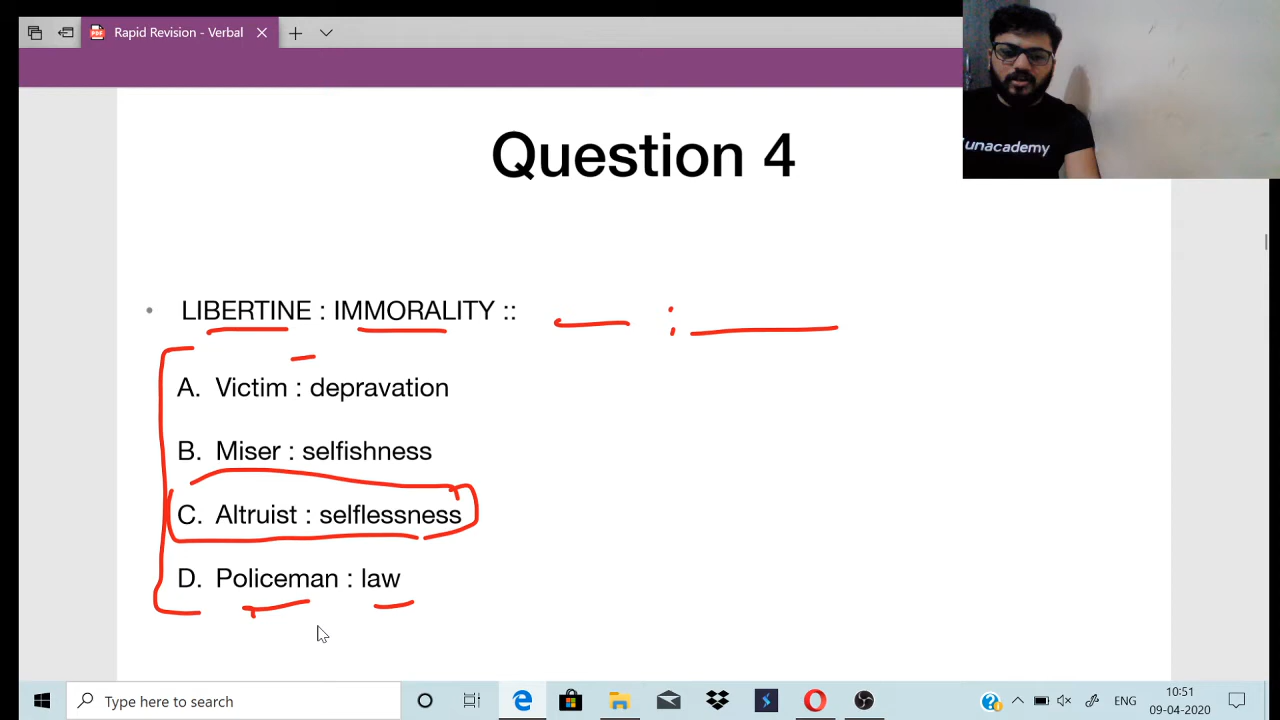 Rapid Revision - Verbal
unacademy
Question 4
• LIBERTINE : IMMORALITY ::
A. Victim : depravation
B. Miser : selfishness
C. Altruist : selflessness
D. Policeman : law
Type here to search
ENG
10:51
09-04-2020